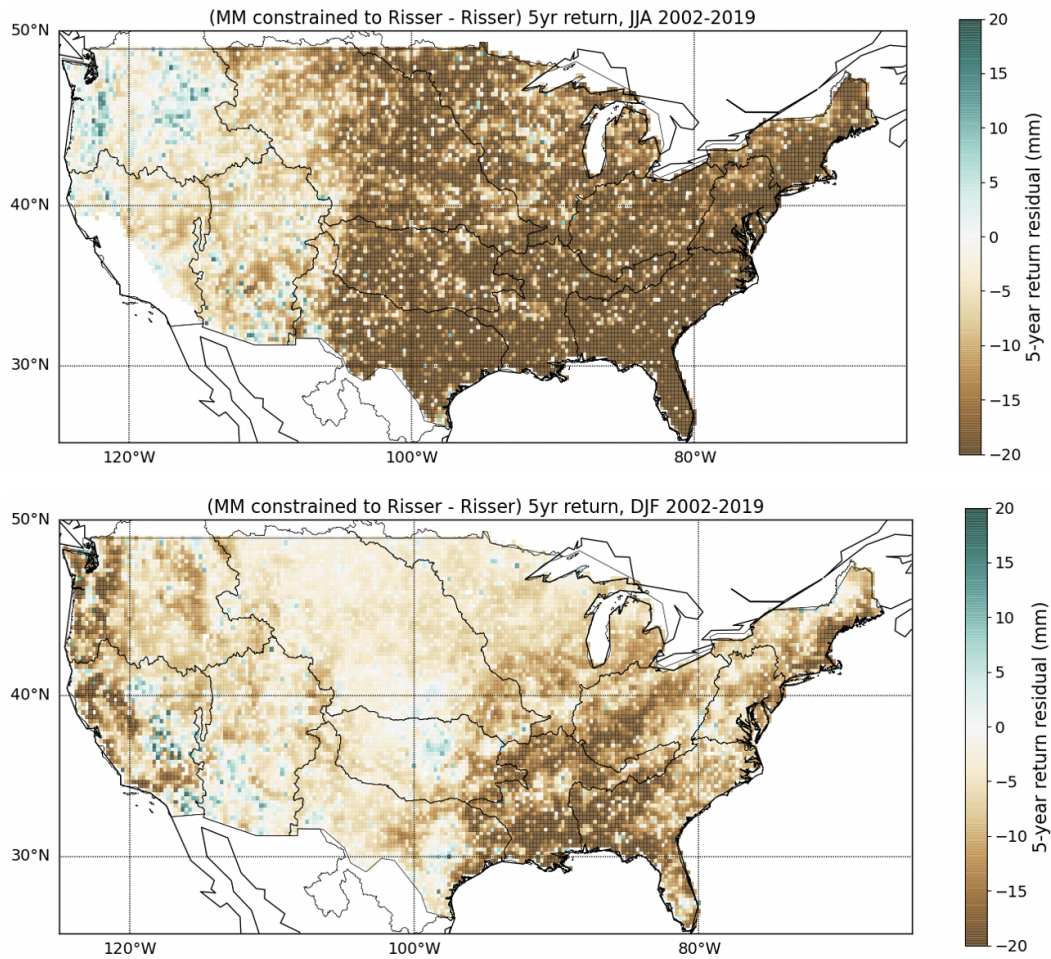 (MM constrained to Risser - Risser) 5yr return, JJA 2002-2019
50°N
40°N
30°N
120°W
100°W
80°W
20
15
10
5
0
−5
−10
−15
−20
5-year return residual (mm)
(MM constrained to Risser - Risser) 5yr return, DJF 2002-2019
50°N
40°N
30°N
120°W
100°W
80°W
20
15
10
5
0
−5
−10
−15
−20
5-year return residual (mm)